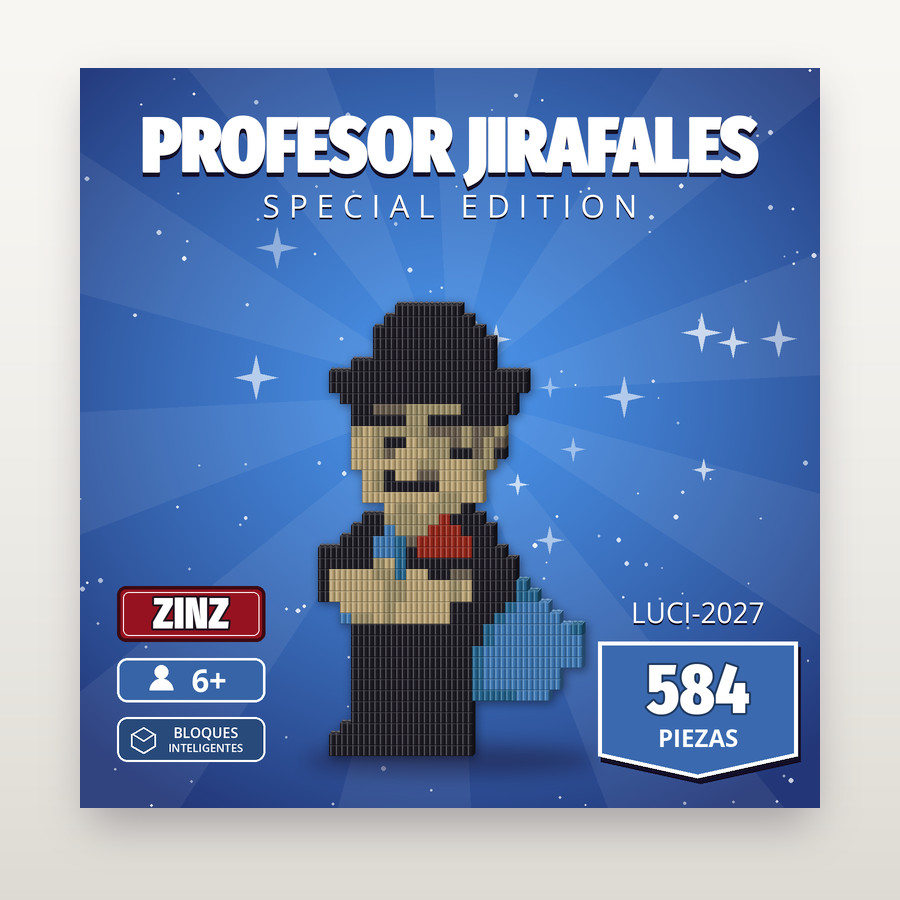 PROFESOR JIRAFALES
SPECIAL EDITION
ZINZ
6+
BLOQUES
INTELIGENTES
LUCI-2027
584
PIEZAS